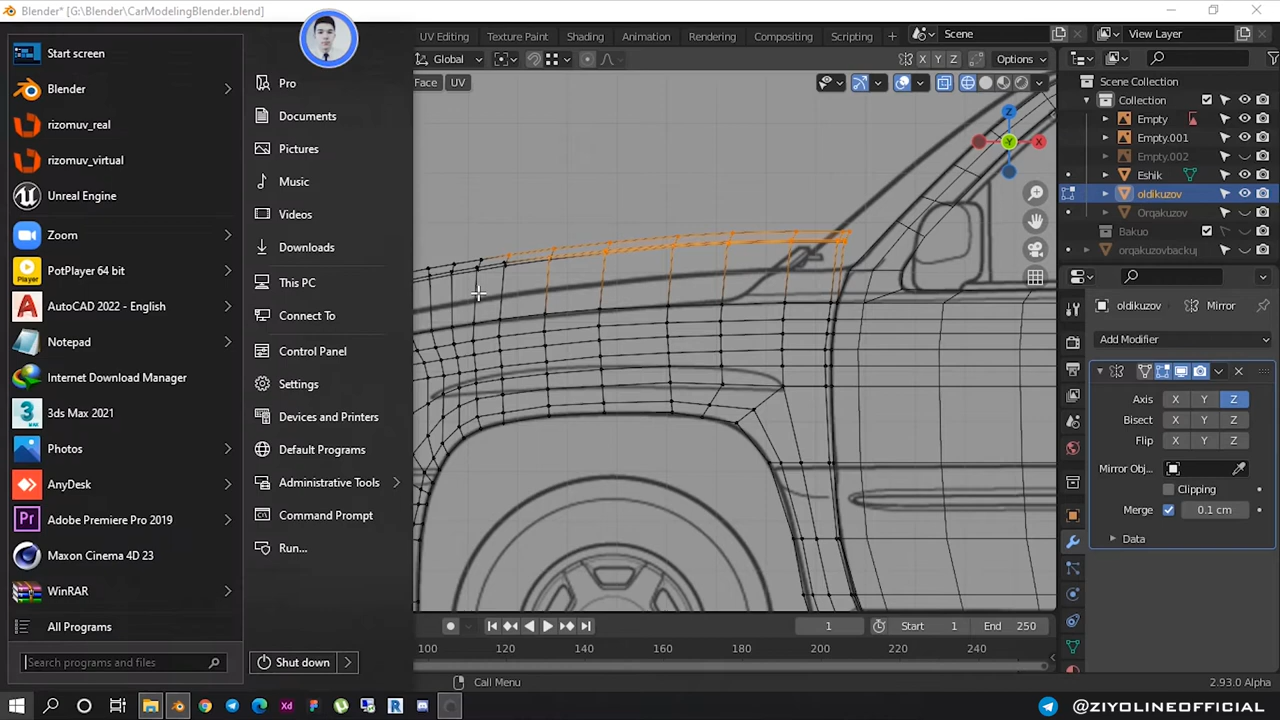 Blender* [G:\Blender\CarModelingBlender.blend]
Start screen
Blender
rizomuv_real
rizomuv_virtual
Unreal Engine
Zoom
PotPlayer 64 bit
AutoCAD 2022 - English
Notepad
Internet Download Manager
3ds Max 2021
Photos
AnyDesk
Adobe Premiere Pro 2019
Maxon Cinema 4D 23
WinRAR
All Programs
Search programs and files
Pro
Documents
Pictures
Music
Videos
Downloads
This PC
Connect To
Control Panel
Settings
Devices and Printers
Default Programs
Administrative Tools
Command Prompt
Run...
Shut down
UV Editing
Texture Paint
Shading
Animation
Rendering
Compositing
Scripting
Scene
View Layer
Global
X Y Z
Options
Face
UV
Z
X
Y
Scene Collection
Collection
Empty
Empty.001
Empty.002
Eshik
oldikuzov
Orqakuzov
Bakuo
orqakuzovbackuj
oldikuzov
Mirror
Add Modifier
Axis X Y Z
Bisect X Y Z
Flip X Y Z
Mirror Obj..
Clipping
Merge 0.1 cm
Data
1 Start 1 End 250
100 120 140 160 180 200 220 240
Call Menu
2.93.0 Alpha
Xd
Pr
R
@ZIYOLINEOFFICIAL